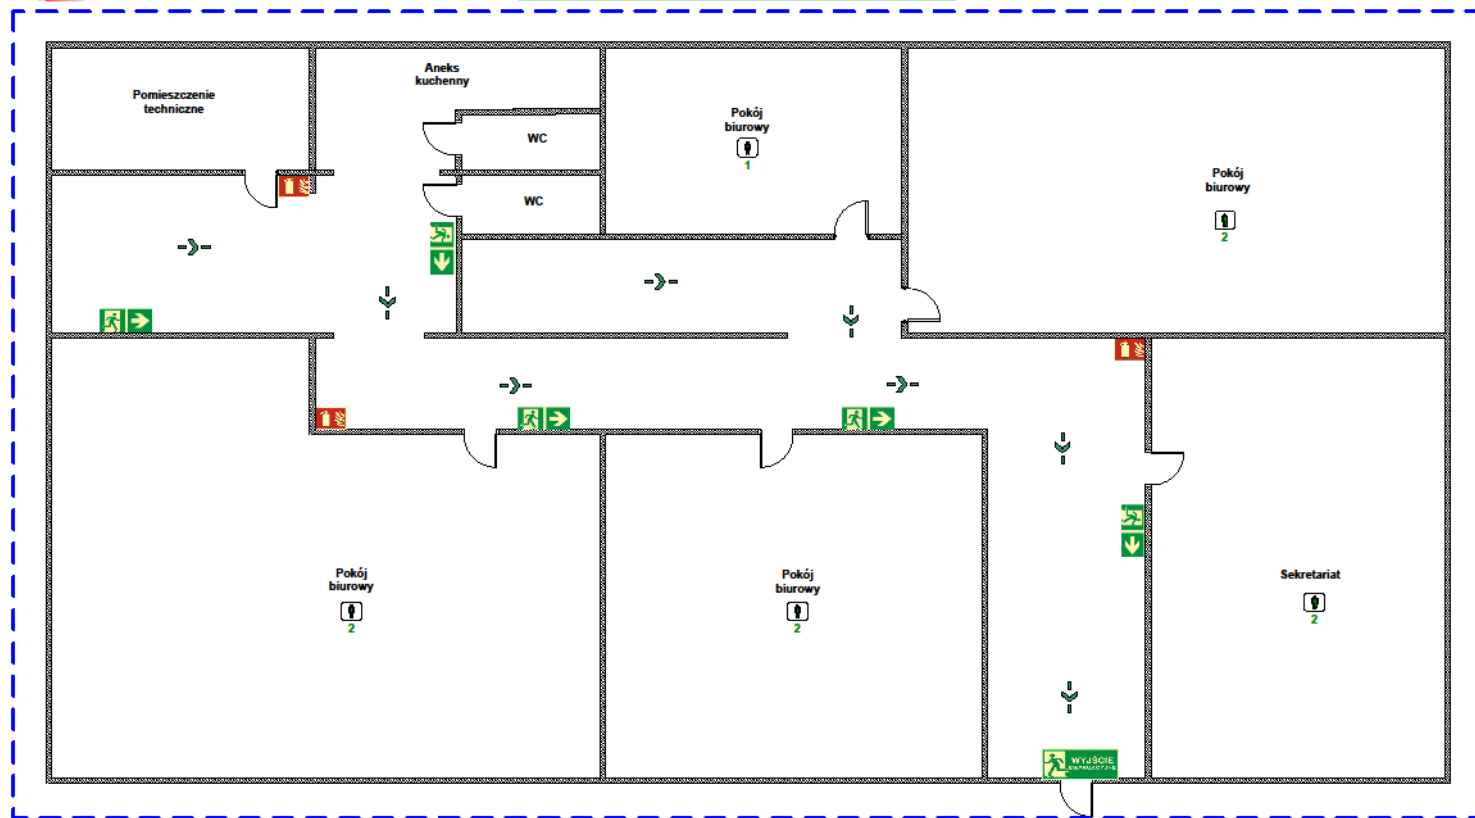 Pomieszczenie
techniczne
Aneks
kuchenny
WC
WC
Pokój
biurowy
1
Pokój
biurowy
2
Pokój
biurowy
2
Pokój
biurowy
2
Sekretariat
2
WYJŚCIE
EWAKUACYJNE